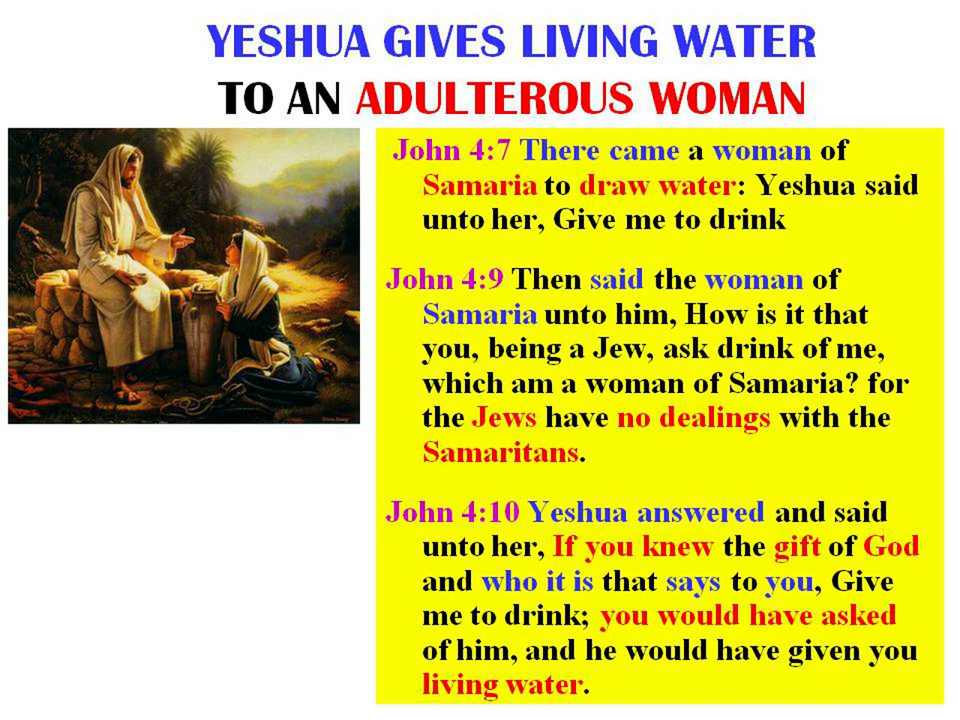 YESHUA GIVES LIVING WATER
TO AN ADULTEROUS WOMAN
John 4:7 There came a woman of
Samaria to draw water: Yeshua said
unto her, Give me to drink
John 4:9 Then said the woman of
Samaria unto him, How is it that
you, being a Jew, ask drink of me,
which am a woman of Samaria? for
the Jews have no dealings with the
Samaritans.
John 4:10 Yeshua answered and said
unto her, If you knew the gift of God
and who it is that says to you, Give
me to drink; you would have asked
of him, and he would have given you
living water.